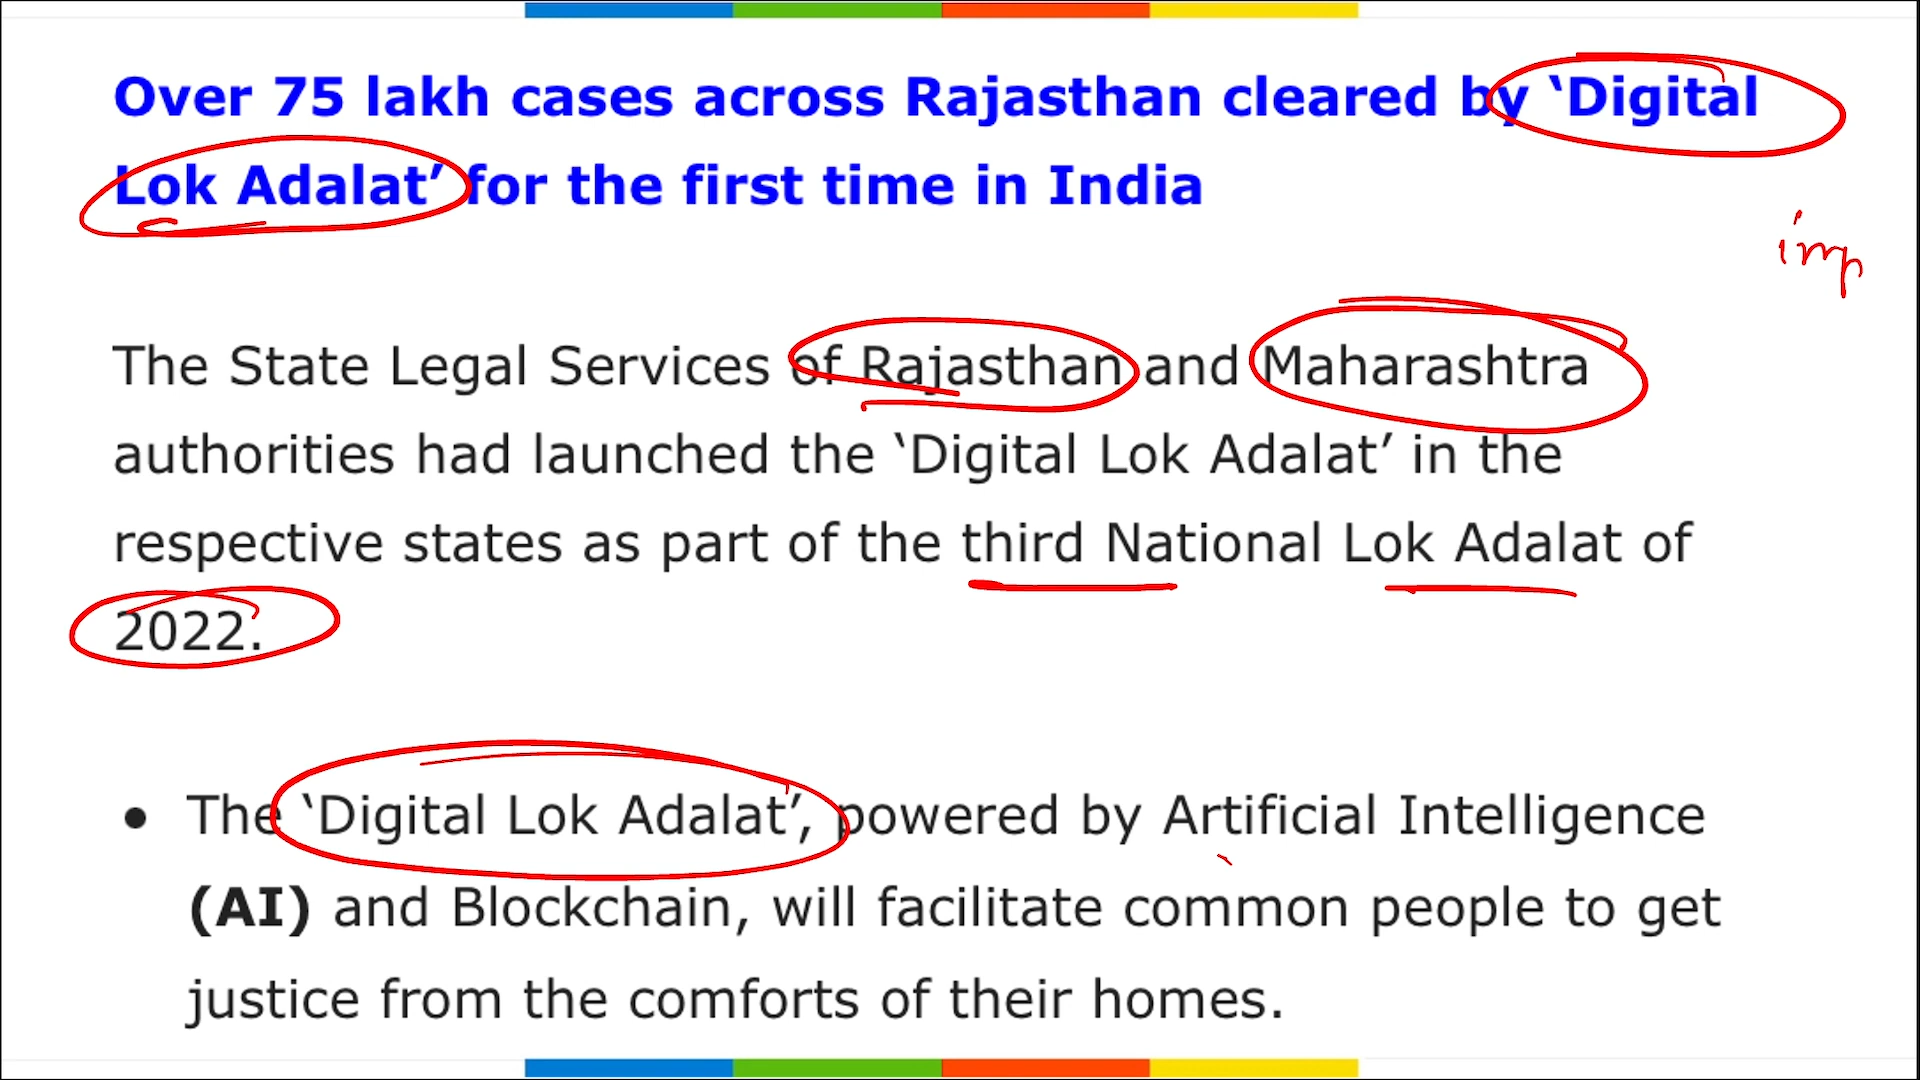 Over 75 lakh cases across Rajasthan cleared by ‘Digital
Lok Adalat’ for the first time in India
imp
The State Legal Services of Rajasthan and Maharashtra
authorities had launched the ‘Digital Lok Adalat’ in the
respective states as part of the third National Lok Adalat of
2022.
● The ‘Digital Lok Adalat’, powered by Artificial Intelligence
(AI) and Blockchain, will facilitate common people to get
justice from the comforts of their homes.